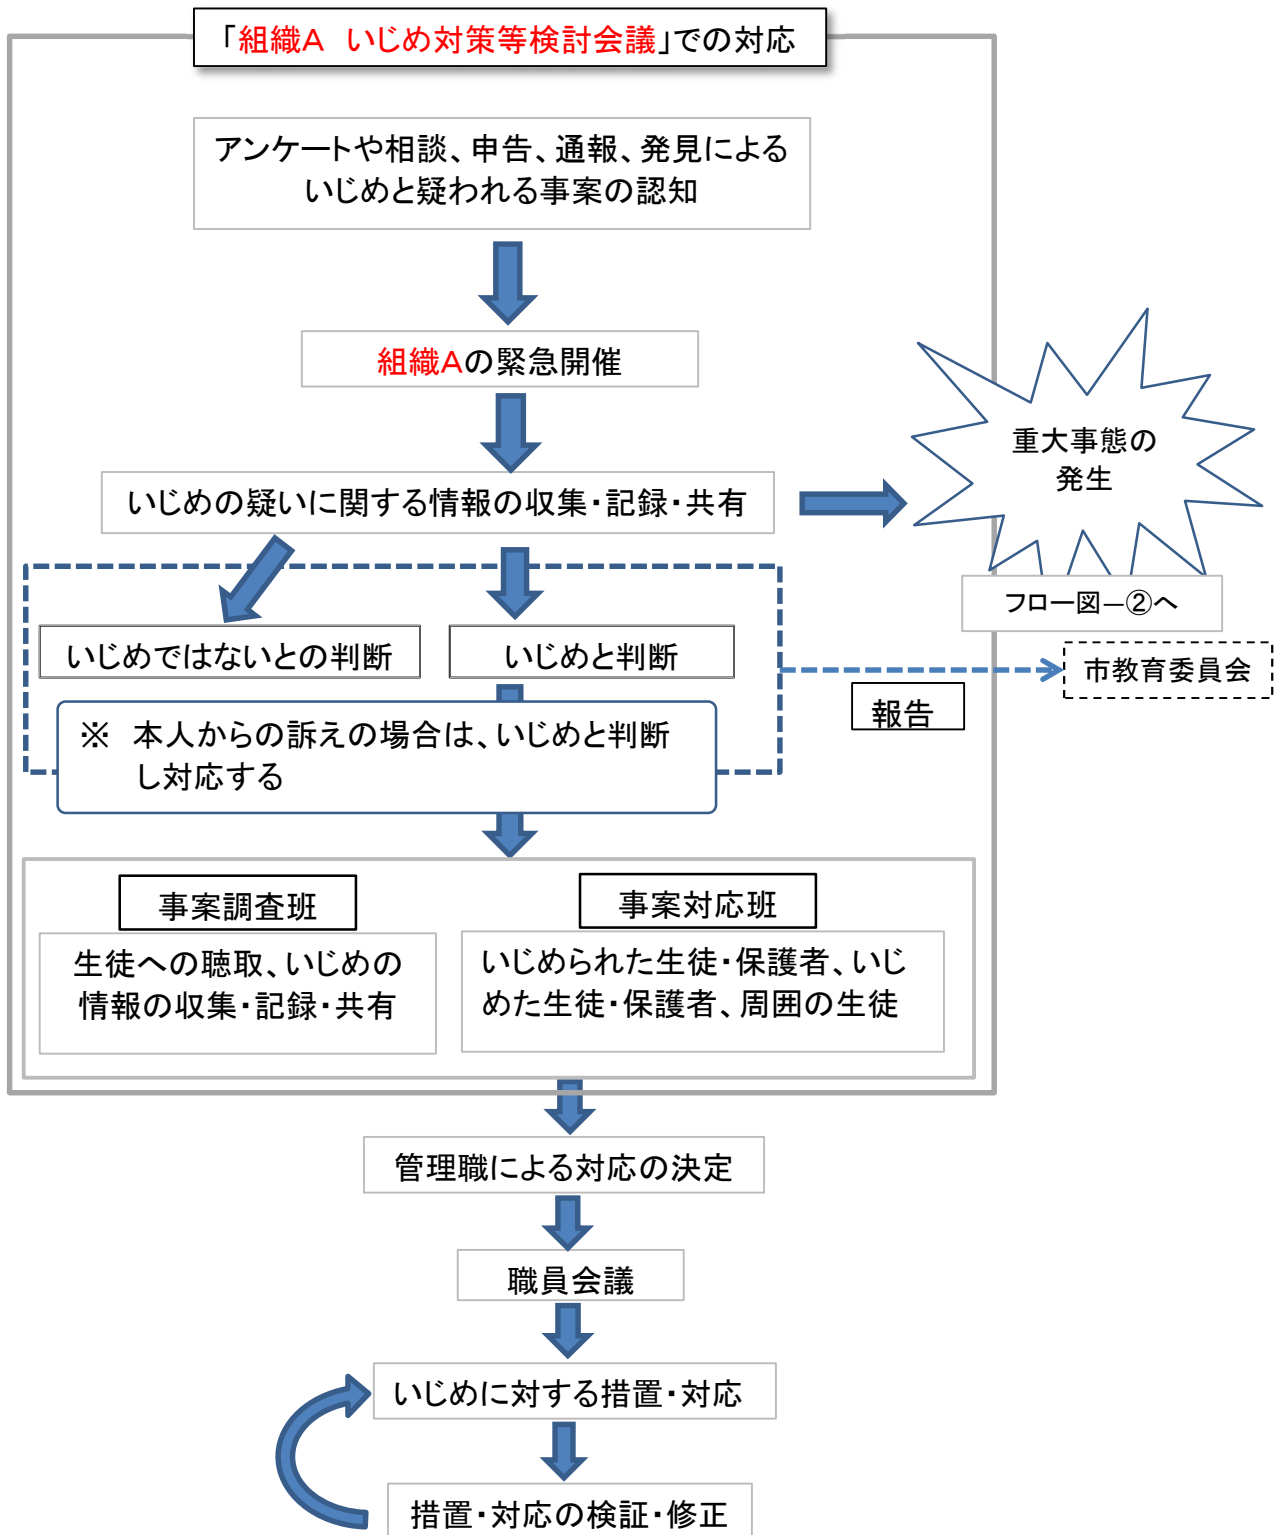 「組織A　いじめ対策等検討会議」での対応
アンケートや相談、申告、通報、発見による
いじめと疑われる事案の認知
組織Aの緊急開催
重大事態の
発生
いじめの疑いに関する情報の収集・記録・共有
フロー図―②へ
いじめではないとの判断
いじめと判断
市教育委員会
報告
※　本人からの訴えの場合は、いじめと判断
し対応する
事案調査班
事案対応班
生徒への聴取、いじめの
情報の収集・記録・共有
いじめられた生徒・保護者、いじ
めた生徒・保護者、周囲の生徒
管理職による対応の決定
職員会議
いじめに対する措置・対応
措置・対応の検証・修正